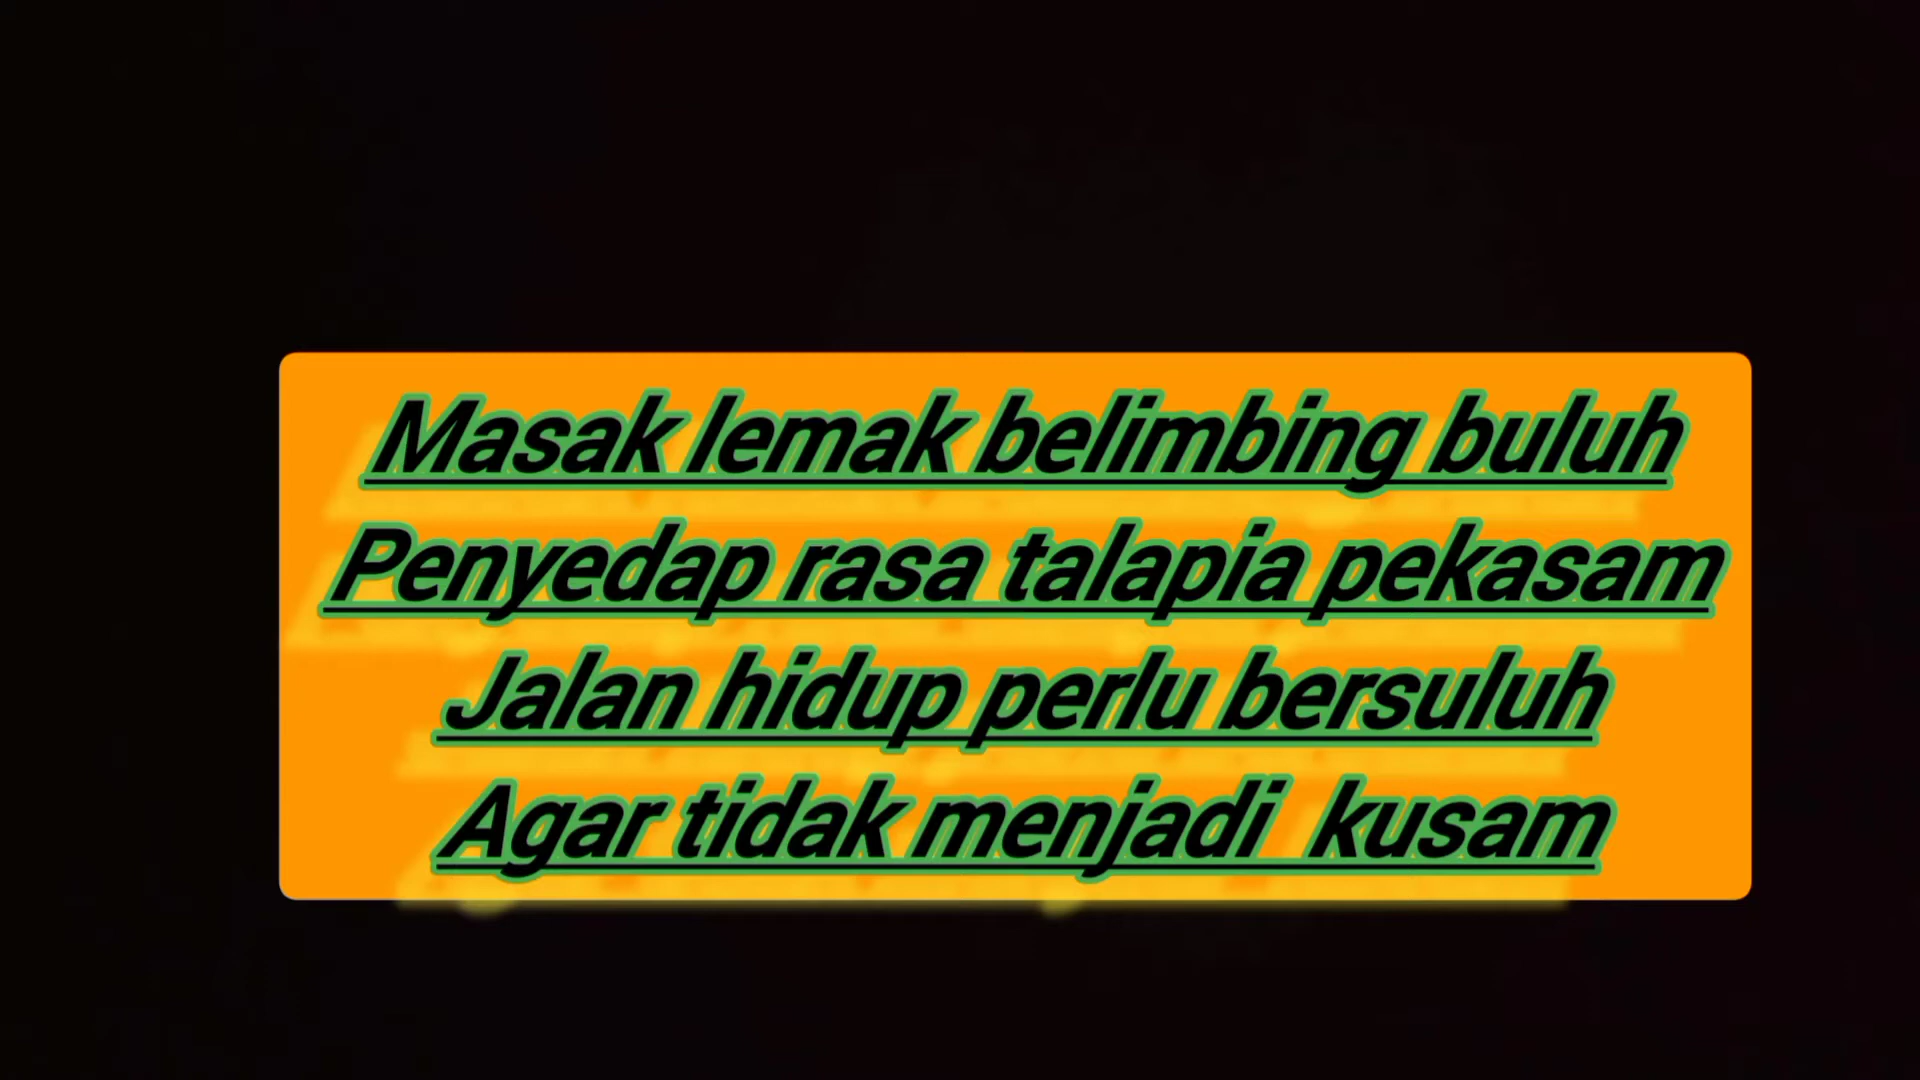 Masak lemak belimbing buluh
Penyedap rasa talapia pekasam
Jalan hidup perlu bersuluh
Agar tidak menjadi  kusam